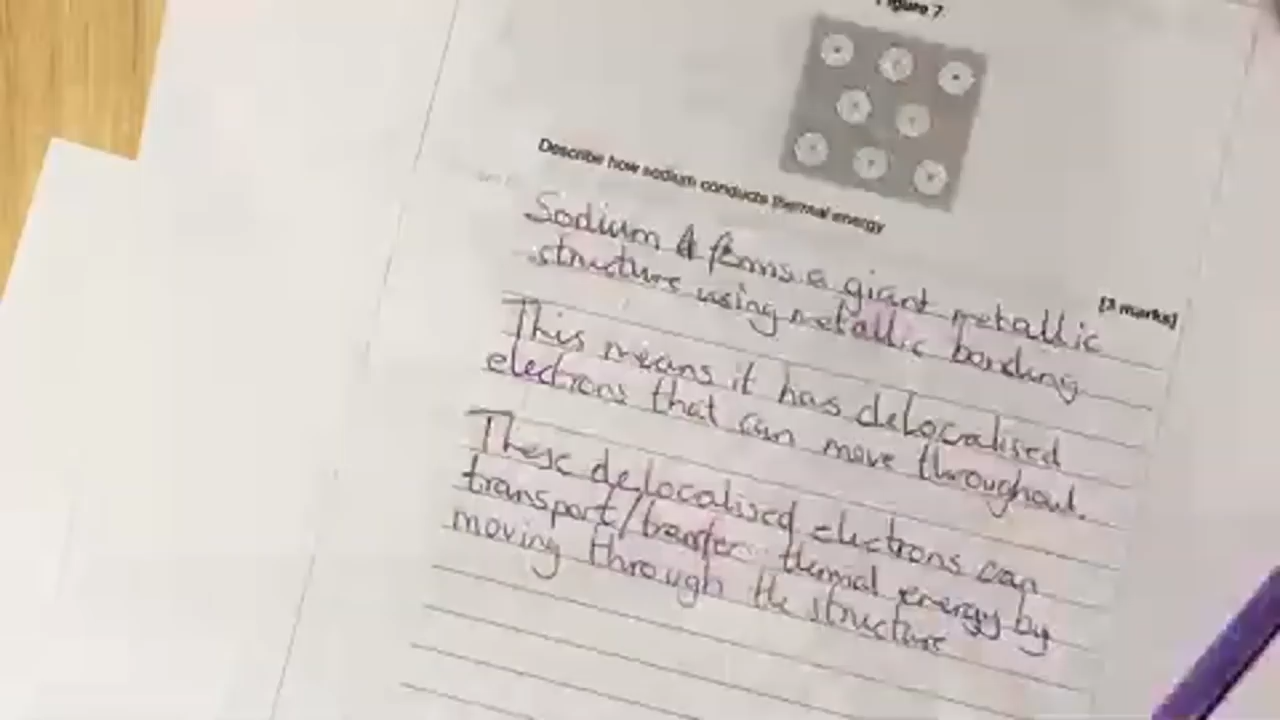 Figure 7
Describe how sodium conducts thermal energy
[3 marks]
Sodium forms a giant metallic
structure using metallic bonding
This means it has delocalised
electrons that can move throughout.
These delocalised electrons can
transport/transfer thermal energy by
moving through the structure